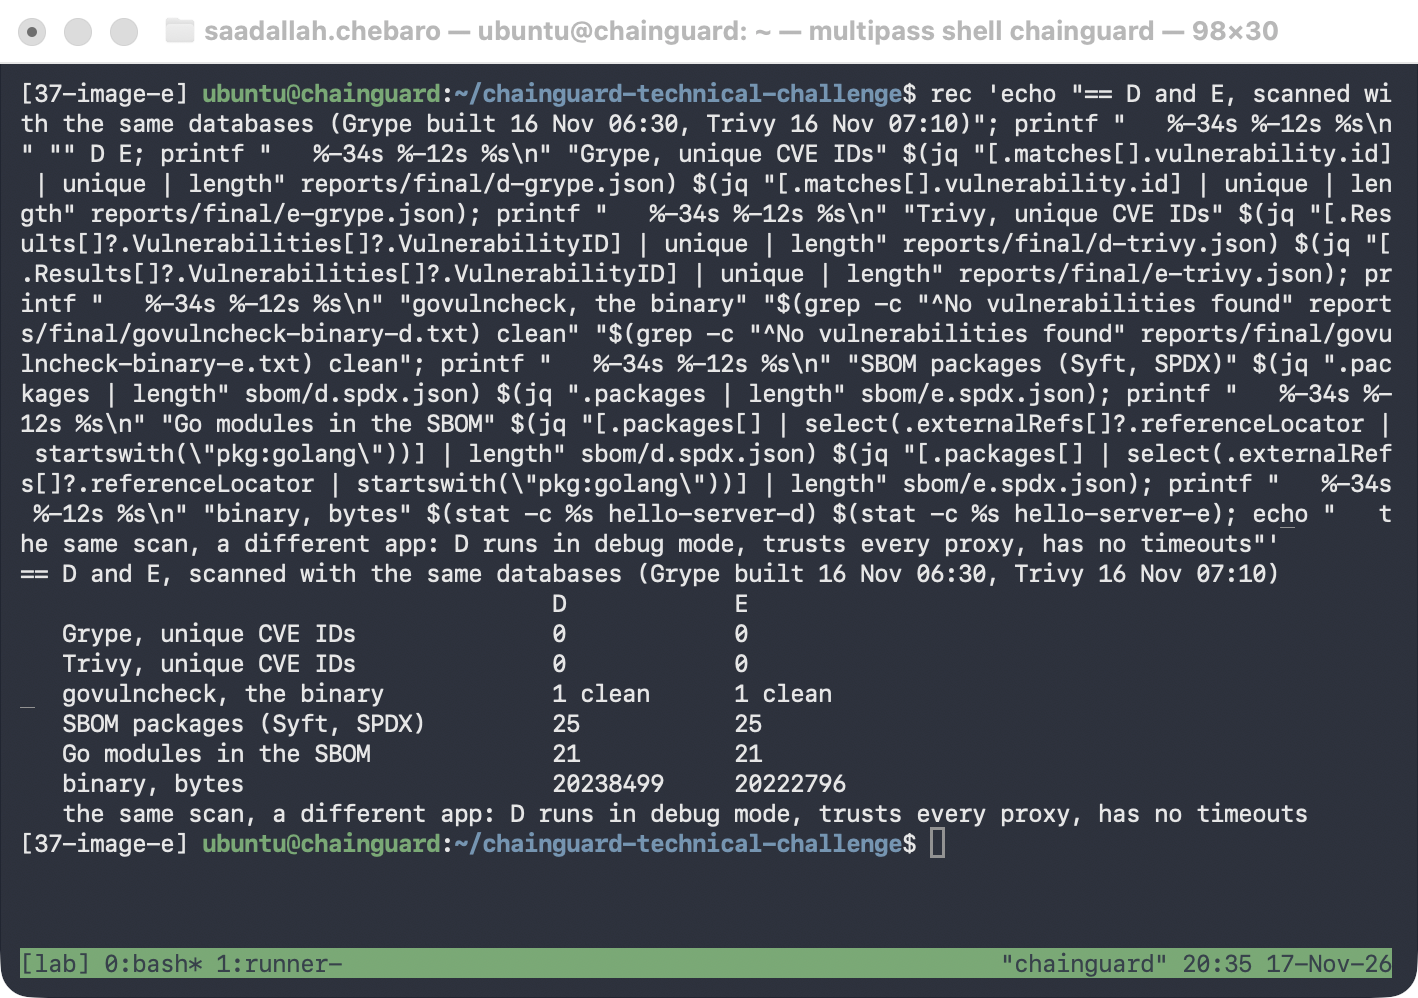 saadallah.chebaro — ubuntu@chainguard: ~ — multipass shell chainguard — 98×30
[37-image-e] ubuntu@chainguard:~/chainguard-technical-challenge$ rec 'echo "== D and E, scanned wi
th the same databases (Grype built 16 Nov 06:30, Trivy 16 Nov 07:10)"; printf "   %-34s %-12s %s\n
" "" D E; printf "   %-34s %-12s %s\n" "Grype, unique CVE IDs" $(jq "[.matches[].vulnerability.id]
 | unique | length" reports/final/d-grype.json) $(jq "[.matches[].vulnerability.id] | unique | len
gth" reports/final/e-grype.json); printf "   %-34s %-12s %s\n" "Trivy, unique CVE IDs" $(jq "[.Res
ults[]?.Vulnerabilities[]?.VulnerabilityID] | unique | length" reports/final/d-trivy.json) $(jq "[
.Results[]?.Vulnerabilities[]?.VulnerabilityID] | unique | length" reports/final/e-trivy.json); pr
intf "   %-34s %-12s %s\n" "govulncheck, the binary" "$(grep -c "^No vulnerabilities found" report
s/final/govulncheck-binary-d.txt) clean" "$(grep -c "^No vulnerabilities found" reports/final/govu
lncheck-binary-e.txt) clean"; printf "   %-34s %-12s %s\n" "SBOM packages (Syft, SPDX)" $(jq ".pac
kages | length" sbom/d.spdx.json) $(jq ".packages | length" sbom/e.spdx.json); printf "   %-34s %-
12s %s\n" "Go modules in the SBOM" $(jq "[.packages[] | select(.externalRefs[]?.referenceLocator |
 startswith(\"pkg:golang\"))] | length" sbom/d.spdx.json) $(jq "[.packages[] | select(.externalRef
s[]?.referenceLocator | startswith(\"pkg:golang\"))] | length" sbom/e.spdx.json); printf "   %-34s
 %-12s %s\n" "binary, bytes" $(stat -c %s hello-server-d) $(stat -c %s hello-server-e); echo "   t
he same scan, a different app: D runs in debug mode, trusts every proxy, has no timeouts"'
== D and E, scanned with the same databases (Grype built 16 Nov 06:30, Trivy 16 Nov 07:10)
                                      D            E
   Grype, unique CVE IDs              0            0
   Trivy, unique CVE IDs              0            0
   govulncheck, the binary            1 clean      1 clean
   SBOM packages (Syft, SPDX)         25           25
   Go modules in the SBOM             21           21
   binary, bytes                      20238499     20222796
   the same scan, a different app: D runs in debug mode, trusts every proxy, has no timeouts
[37-image-e] ubuntu@chainguard:~/chainguard-technical-challenge$
[lab] 0:bash* 1:runner- "chainguard" 20:35 17-Nov-26